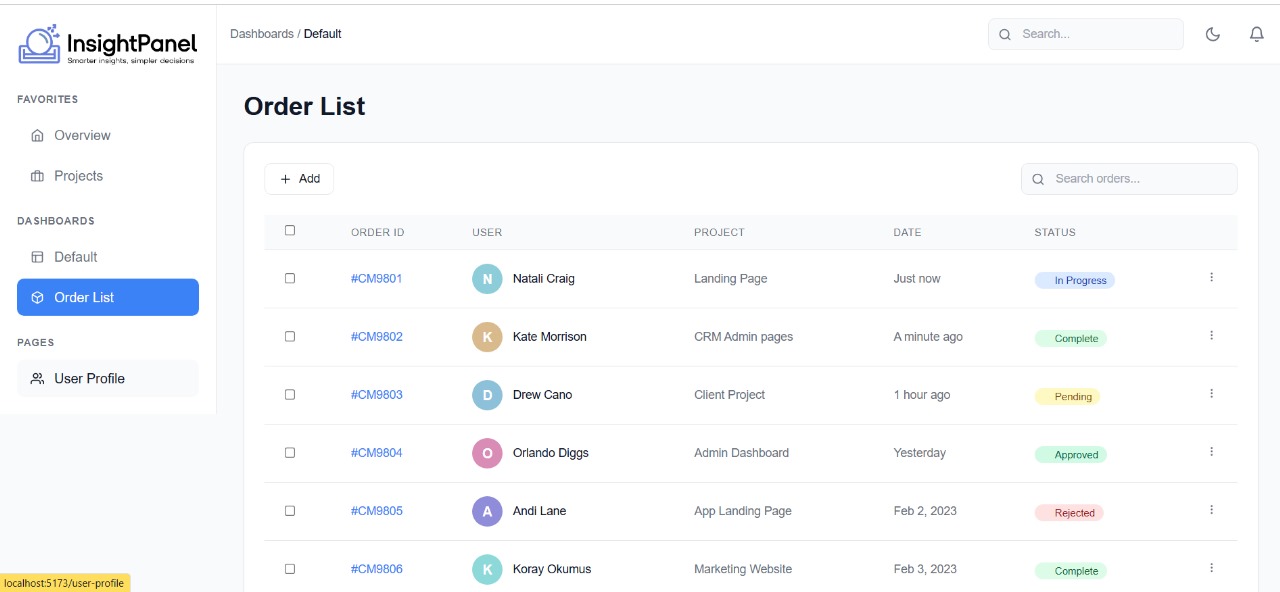 InsightPanel
Smarter insights, simpler decisions
Dashboards / Default
Search...
FAVORITES
Overview
Projects
DASHBOARDS
Default
Order List
PAGES
User Profile
Order List
Add
Search orders...
ORDER ID USER PROJECT DATE STATUS
#CM9801 N Natali Craig Landing Page Just now In Progress
#CM9802 K Kate Morrison CRM Admin pages A minute ago Complete
#CM9803 D Drew Cano Client Project 1 hour ago Pending
#CM9804 O Orlando Diggs Admin Dashboard Yesterday Approved
#CM9805 A Andi Lane App Landing Page Feb 2, 2023 Rejected
#CM9806 K Koray Okumus Marketing Website Feb 3, 2023 Complete
localhost:5173/user-profile